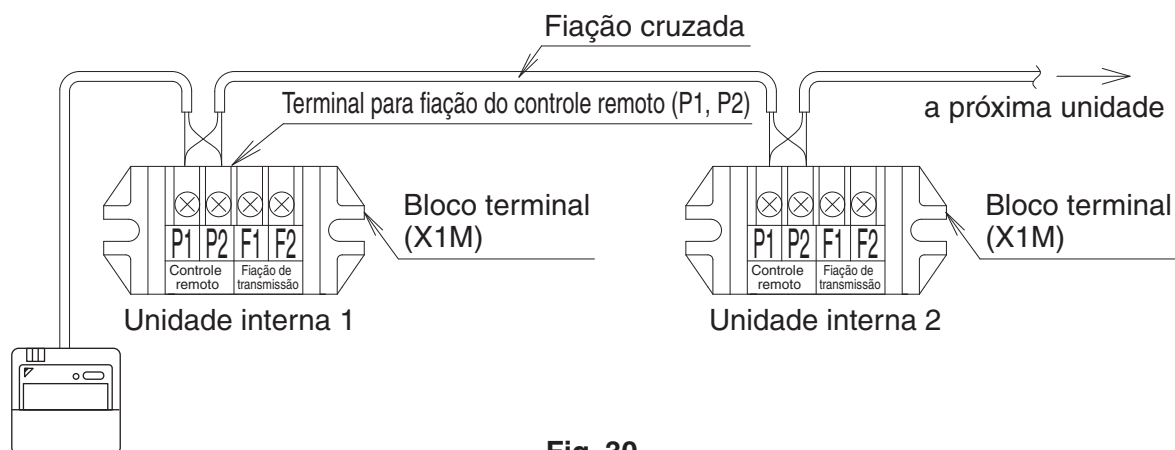 Fiação cruzada
Terminal para fiação do controle remoto (P1, P2)
a próxima unidade
Bloco terminal
(X1M)
P1 P2 F1 F2
Controle
remoto
Fiação de
transmissão
Unidade interna 1
Bloco terminal
(X1M)
P1 P2 F1 F2
Controle
remoto
Fiação de
transmissão
Unidade interna 2
Fig. 30